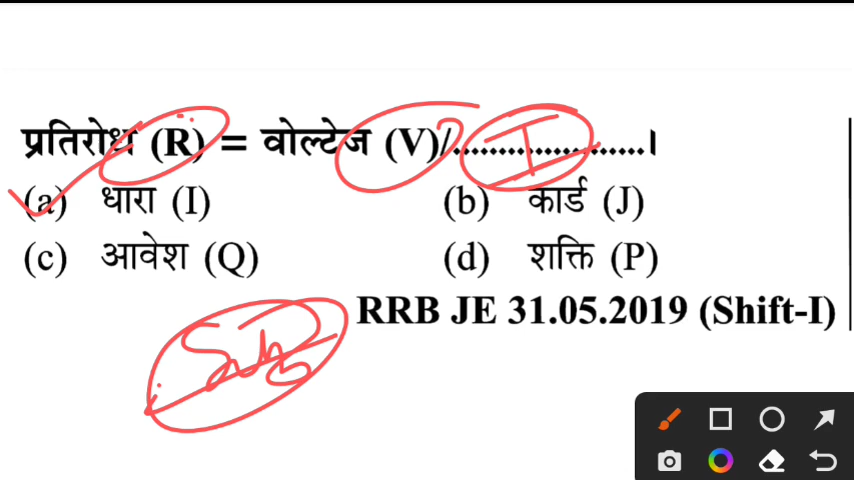 प्रतिरोध (R) = वोल्टेज (V)/......................।
I
(a) धारा (I) (b) कार्ड (J)
(c) आवेश (Q) (d) शक्ति (P)
RRB JE 31.05.2019 (Shift-I)